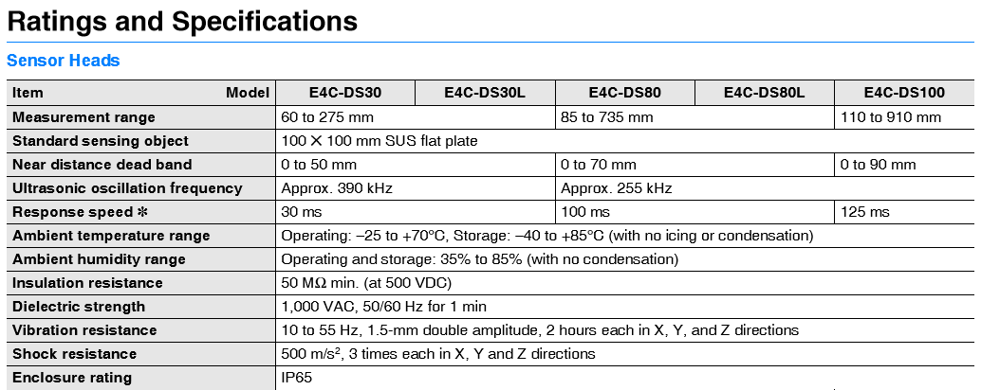 Ratings and Specifications
Sensor Heads
Item Model E4C-DS30 E4C-DS30L E4C-DS80 E4C-DS80L E4C-DS100
Measurement range 60 to 275 mm 85 to 735 mm 110 to 910 mm
Standard sensing object 100 × 100 mm SUS flat plate
Near distance dead band 0 to 50 mm 0 to 70 mm 0 to 90 mm
Ultrasonic oscillation frequency Approx. 390 kHz Approx. 255 kHz
Response speed ✻ 30 ms 100 ms 125 ms
Ambient temperature range Operating: –25 to +70°C, Storage: –40 to +85°C (with no icing or condensation)
Ambient humidity range Operating and storage: 35% to 85% (with no condensation)
Insulation resistance 50 MΩ min. (at 500 VDC)
Dielectric strength 1,000 VAC, 50/60 Hz for 1 min
Vibration resistance 10 to 55 Hz, 1.5-mm double amplitude, 2 hours each in X, Y, and Z directions
Shock resistance 500 m/s², 3 times each in X, Y and Z directions
Enclosure rating IP65